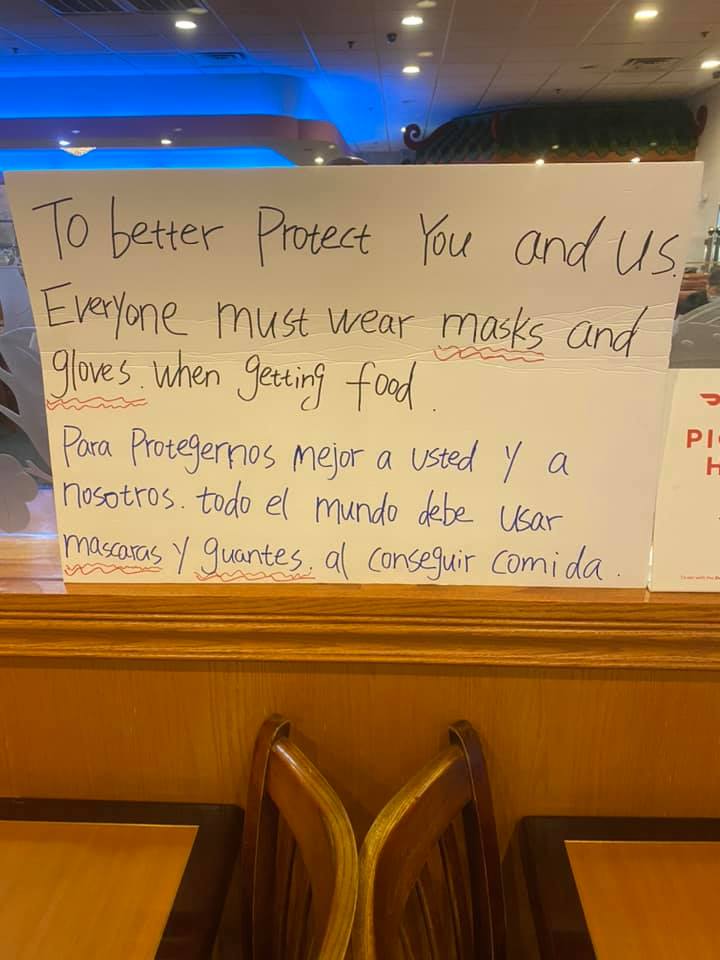 To better Protect You and Us.
Everyone must wear masks and
gloves. when getting food.
Para Protegernos mejor a usted y a
nosotros. todo el mundo debe usar
mascaras y guantes. al conseguir comida.